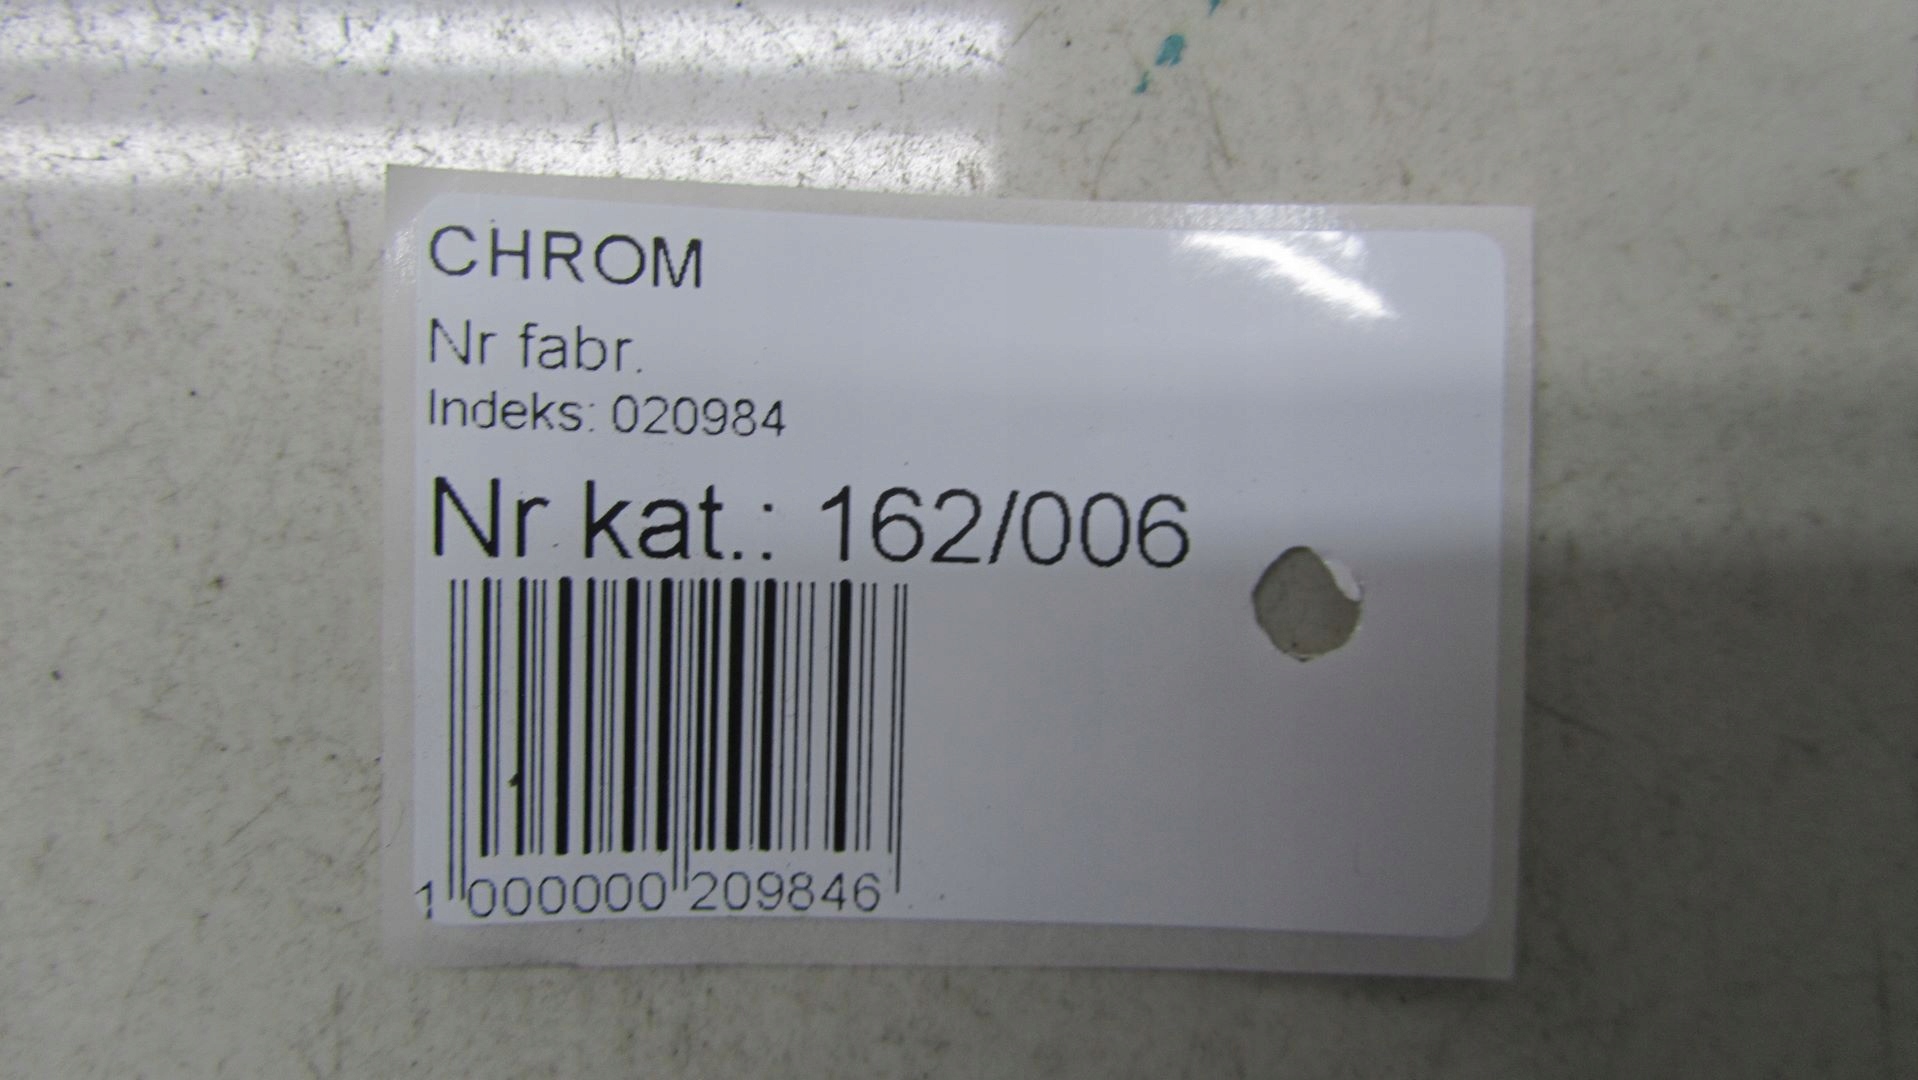 CHROM
Nr fabr.
Indeks: 020984
Nr kat.: 162/006
1 000000 209846